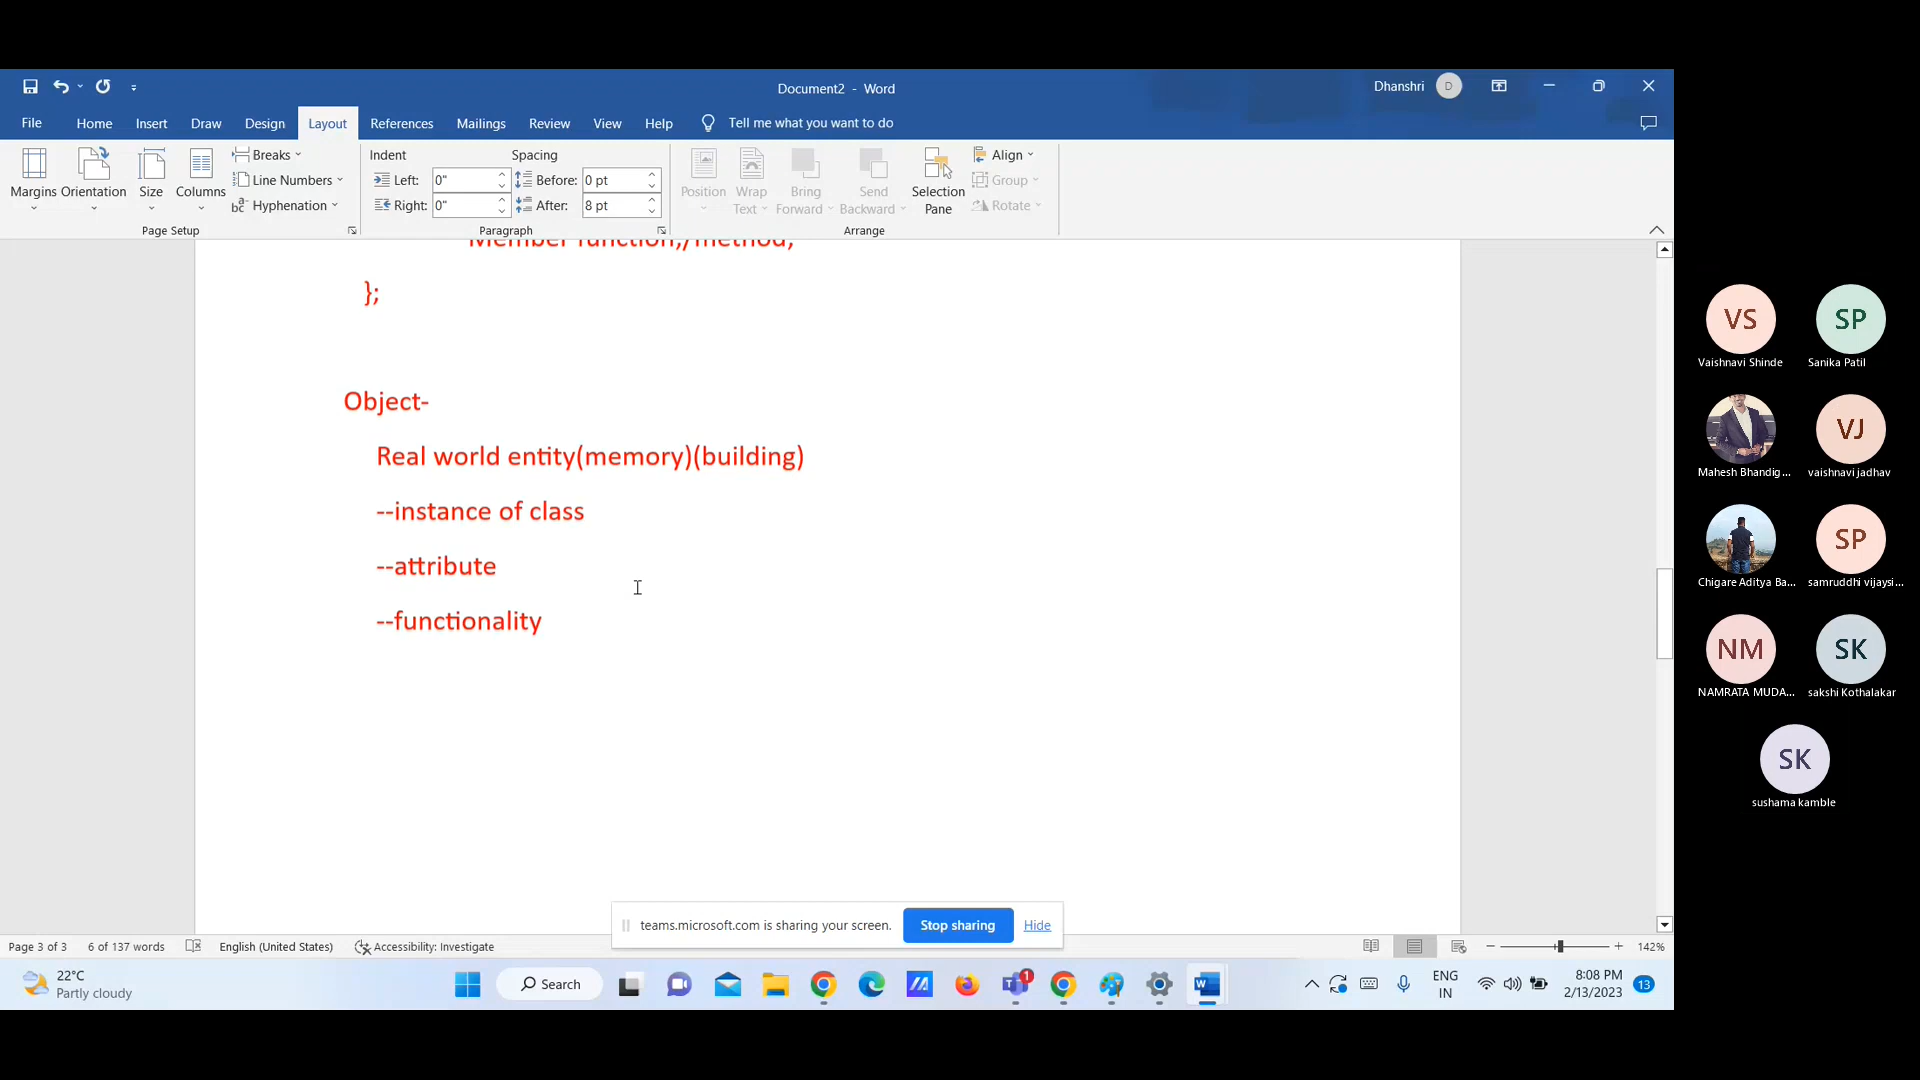 Document2 - Word
Dhanshri
D
File
Home
Insert
Draw
Design
Layout
References
Mailings
Review
View
Help
Tell me what you want to do
Margins
Orientation
Size
Columns
Breaks
Line Numbers
Hyphenation
Page Setup
Indent
Left:
0"
Right:
0"
Spacing
Before:
0 pt
After:
8 pt
Paragraph
Position
Wrap
Text
Bring
Forward
Send
Backward
Selection
Pane
Align
Group
Rotate
Arrange
Member function;/method;
};
Object-
Real world entity(memory)(building)
--instance of class
--attribute
--functionality
teams.microsoft.com is sharing your screen.
Stop sharing
Hide
Page 3 of 3
6 of 137 words
English (United States)
Accessibility: Investigate
142%
22°C
Partly cloudy
Search
1
ENG
IN
8:08 PM
2/13/2023
13
VS
Vaishnavi Shinde
SP
Sanika Patil
Mahesh Bhandig...
VJ
vaishnavi jadhav
Chigare Aditya Ba...
SP
samruddhi vijaysi...
NM
NAMRATA MUDA...
SK
sakshi Kothalakar
SK
sushama kamble